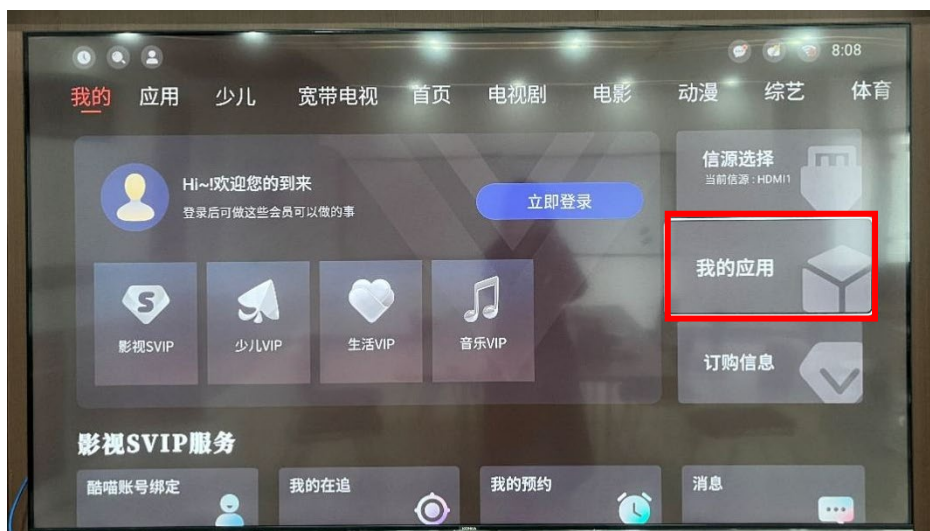 8:08
我的 应用 少儿 宽带电视 首页 电视剧 电影 动漫 综艺 体育
Hi~!欢迎您的到来
登录后可做这些会员可以做的事
立即登录
信源选择
当前信源:HDMI1
我的应用
S
影视SVIP
少儿VIP
生活VIP
音乐VIP
订购信息
影视SVIP服务
酷喵账号绑定
我的在追
我的预约
消息